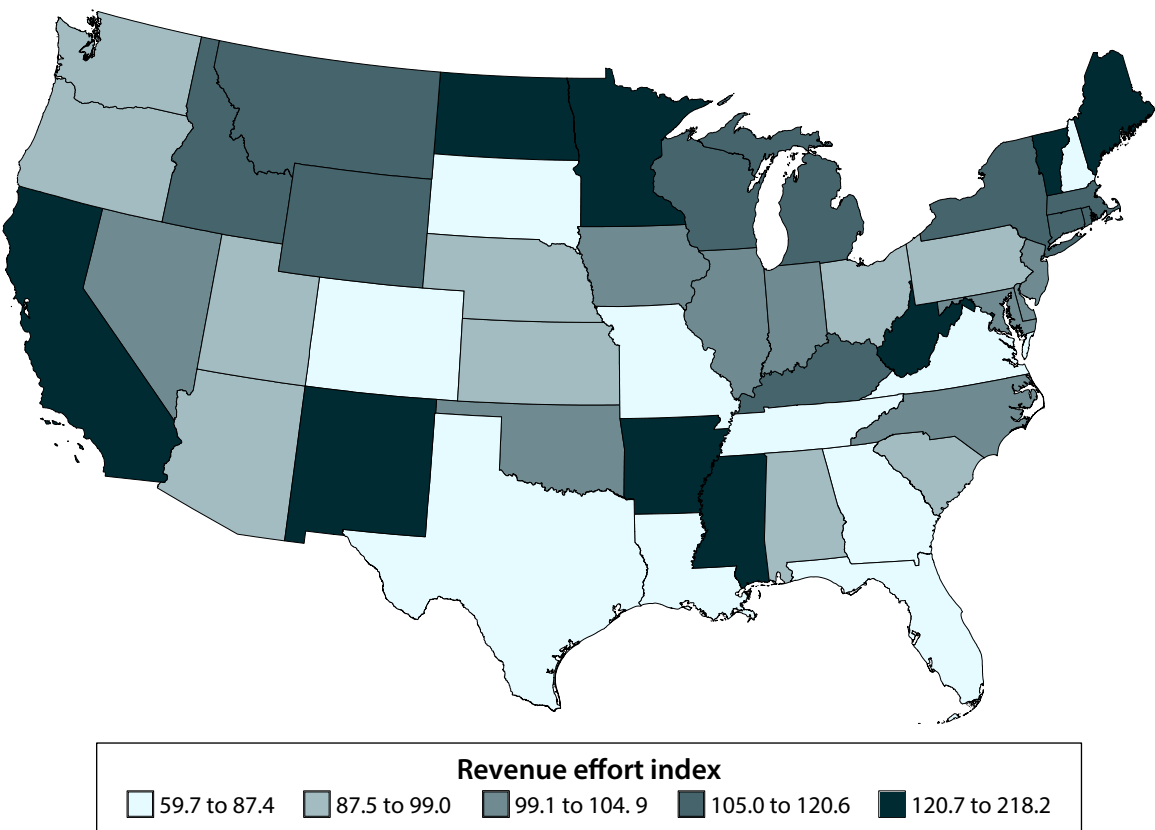 Revenue effort index
59.7 to 87.4 87.5 to 99.0 99.1 to 104. 9 105.0 to 120.6 120.7 to 218.2